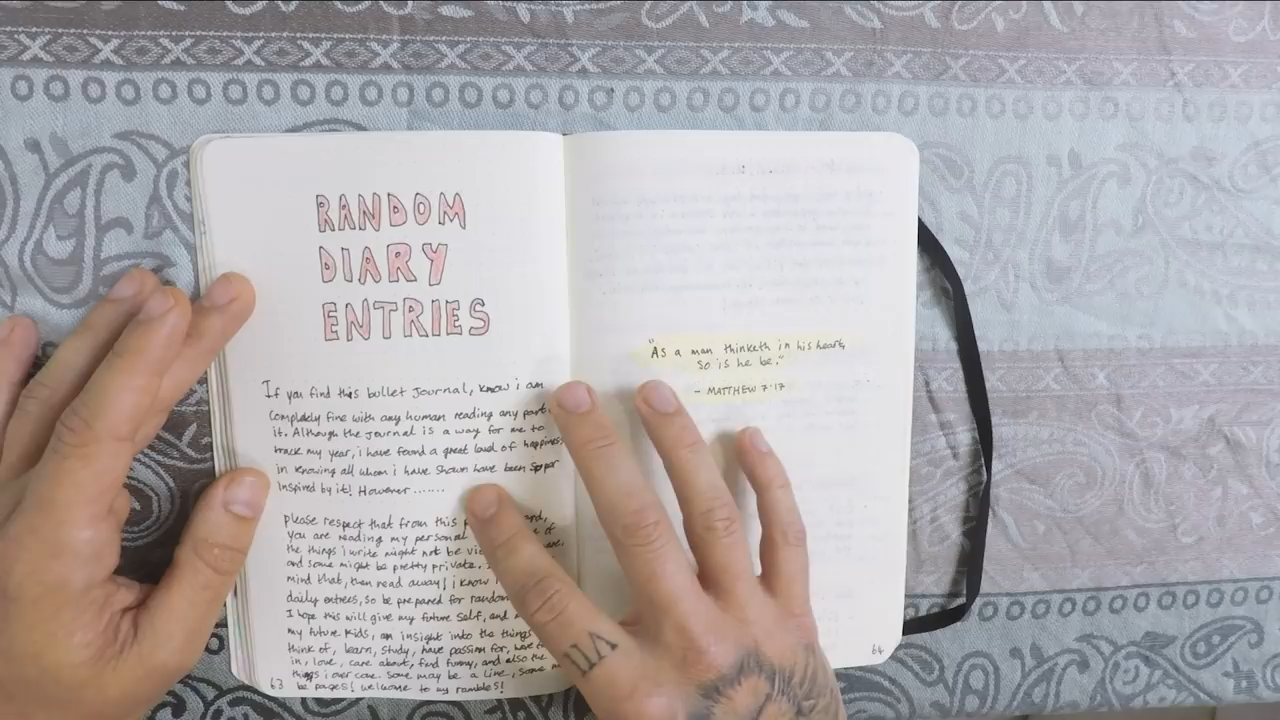 RANDOM
DIARY
ENTRIES
If you find this bullet journal, know i am
completely fine with any human reading any part
it. Although the journal is a way for me to
track my year, i have found a great load of happiness
in knowing all whom i have shown have been super
inspired by it! However.......
please respect that from this
you are reading my personal of
the things i write might not be
and some might be pretty private.
mind that, then read away! i know
daily entrees, so be prepared for random
I hope this will give my future self, and
my future kids, an insight into the things
think of, learn, study, have passion for,
in, love, care about, find funny, and also the
things i over come. some may be a line, some
be pages! welcome to my rambles!
63
"As a man thinketh in his heart,
so is he be."
- MATTHEW 7:17
64
VII